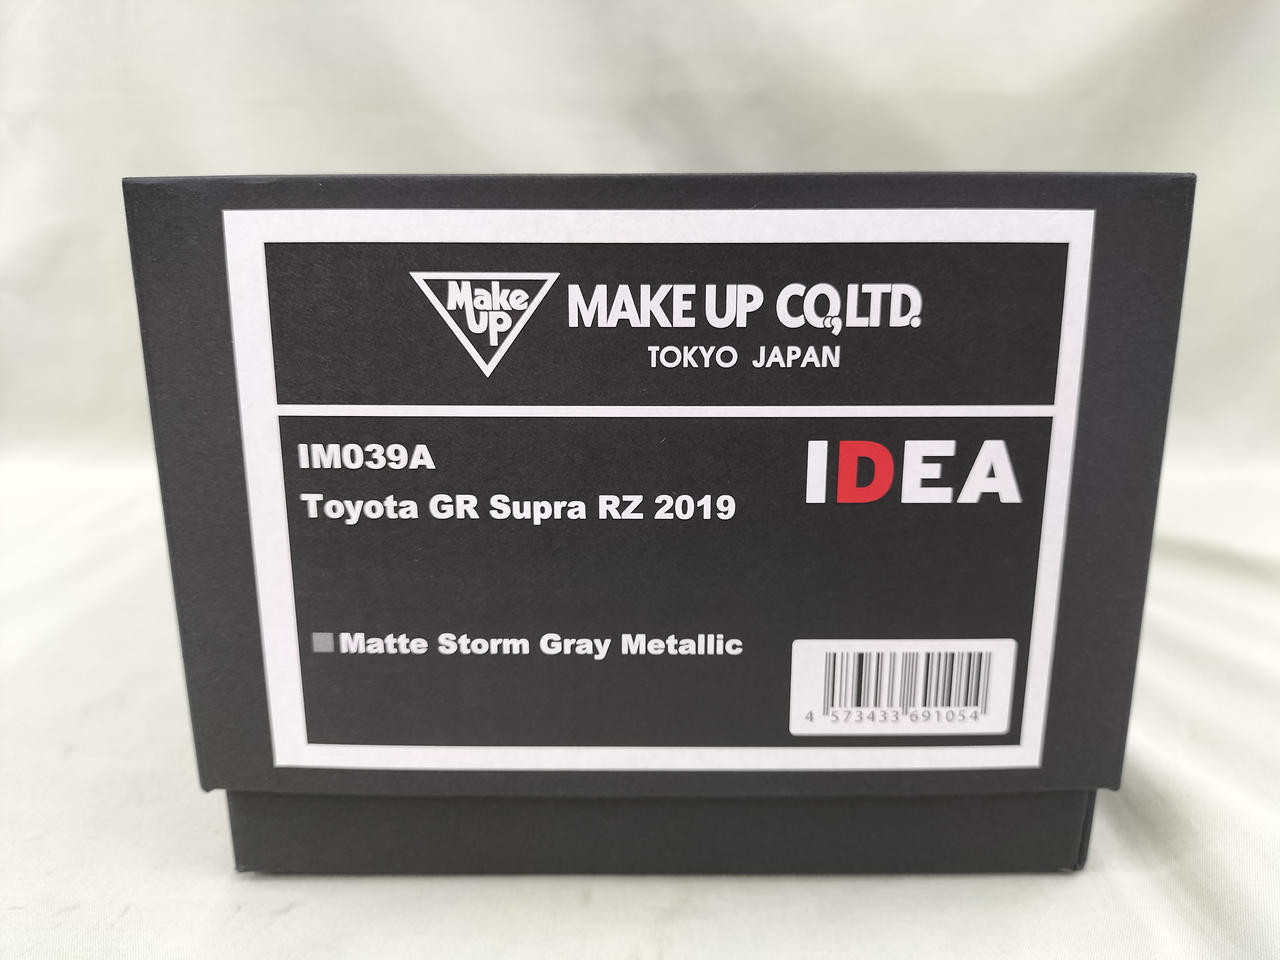 Make
UP
MAKE UP CO.,LTD.
TOKYO JAPAN
IM039A
IDEA
Toyota GR Supra RZ 2019
Matte Storm Gray Metallic
4 573433 691054